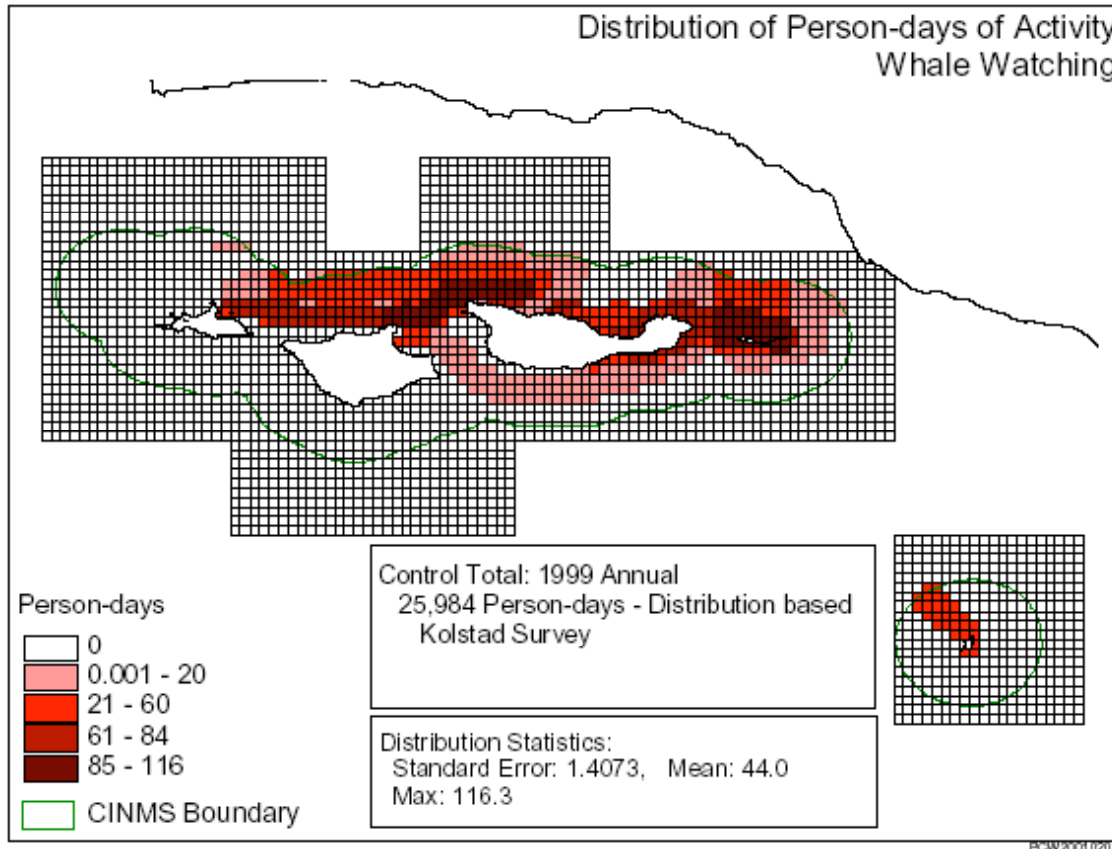 Distribution of Person-days of Activity
Whale Watching
Control Total: 1999 Annual
25,984 Person-days - Distribution based
Kolstad Survey
Person-days
0
0.001 - 20
21 - 60
61 - 84
85 - 116
CINMS Boundary
Distribution Statistics:
Standard Error: 1.4073, Mean: 44.0
Max: 116.3